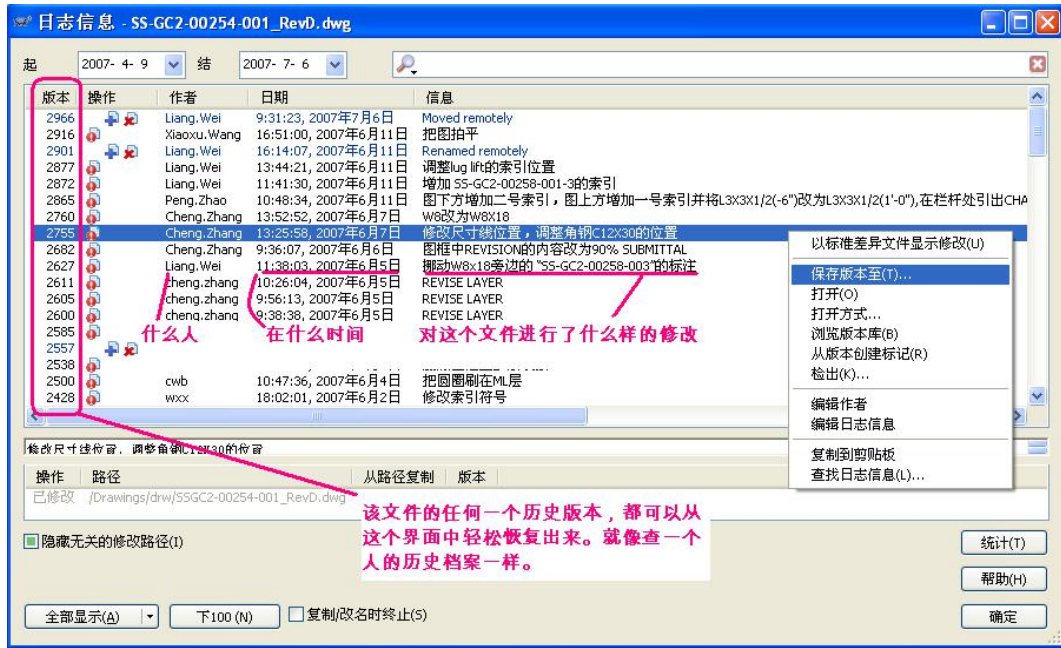 日志信息 - SS-GC2-00254-001_RevD.dwg
起 2007- 4- 9 结 2007- 7- 6
版本 操作 作者 日期 信息
2966 Liang.Wei 9:31:23, 2007年7月6日 Moved remotely
2916 Xiaoxu.Wang 16:51:00, 2007年6月11日 把图拍平
2901 Liang.Wei 16:14:07, 2007年6月11日 Renamed remotely
2877 Liang.Wei 13:44:21, 2007年6月11日 调整lug lift的索引位置
2872 Liang.Wei 11:41:30, 2007年6月11日 增加 SS-GC2-00258-001-3的索引
2865 Peng.Zhao 10:48:34, 2007年6月11日 图下方增加二号索引，图上方增加一号索引并将L3X3X1/2(-6")改为L3X3X1/2(1'-0"),在栏杆处引出CHA
2760 Cheng.Zhang 13:52:52, 2007年6月7日 W8改为W8X18
2755 Cheng.Zhang 13:25:58, 2007年6月7日 修改尺寸线位置，调整角钢C12X30的位置
2682 Cheng.Zhang 9:36:07, 2007年6月6日 图框中REVISION的内容改为90% SUBMITTAL
2627 Liang.Wei 11:38:03, 2007年6月5日 挪动W8x18旁边的 "SS-GC2-00258-003"的标注
2611 cheng.zhang 10:26:04, 2007年6月5日 REVISE LAYER
2605 cheng.zhang 9:56:13, 2007年6月5日 REVISE LAYER
2600 cheng.zhang 9:38:38, 2007年6月5日 REVISE LAYER
2585
什么人 在什么时间 对这个文件进行了什么样的修改
2557
2538
2500 cwb 10:47:36, 2007年6月4日 把圆圈刷在ML层
2428 wxx 18:02:01, 2007年6月2日 修改索引符号
以标准差异文件显示修改(U)
保存版本至(T)...
打开(O)
打开方式...
浏览版本库(B)
从版本创建标记(R)
检出(K)...
编辑作者
编辑日志信息
复制到剪贴板
查找日志信息(L)...
修改尺寸线位置，调整角钢C12X30的位置
操作 路径 从路径复制 版本
已修改 /Drawings/drw/SSGC2-00254-001_RevD.dwg
该文件的任何一个历史版本，都可以从
这个界面中轻松恢复出来。就像查一个
人的历史档案一样。
隐藏无关的修改路径(I)
统计(T)
帮助(H)
全部显示(A) 下100 (N) 复制/改名时终止(S) 确定